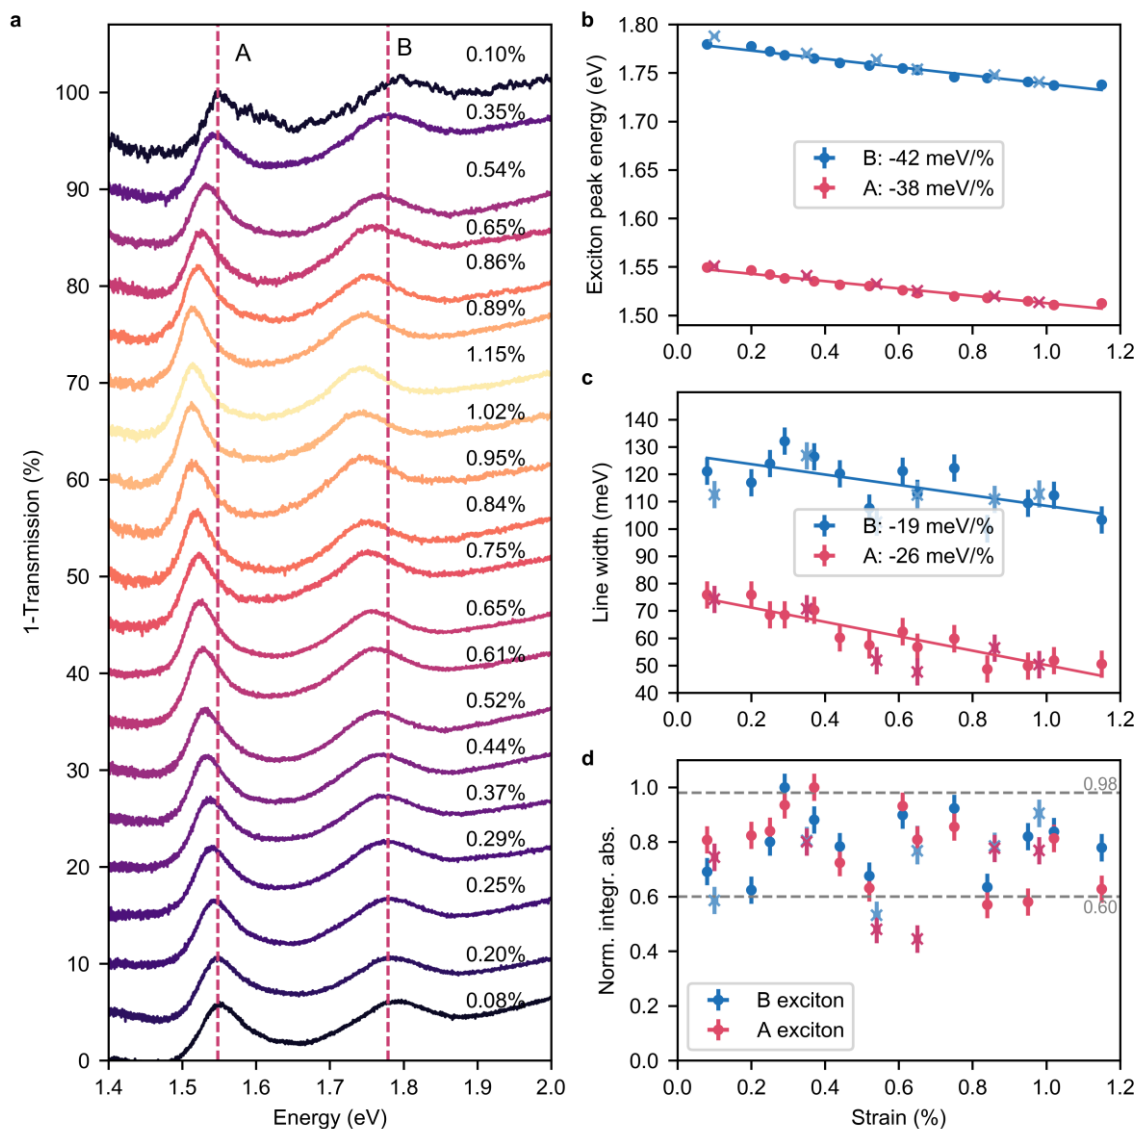 a
A
B
0.10%
0.35%
0.54%
0.65%
0.86%
0.89%
1.15%
1.02%
0.95%
0.84%
0.75%
0.65%
0.61%
0.52%
0.44%
0.37%
0.29%
0.25%
0.20%
0.08%
100
90
80
70
60
50
40
30
20
10
0
1-Transmission (%)
1.4 1.5 1.6 1.7 1.8 1.9 2.0
Energy (eV)
b
1.80
1.75
1.70
1.65
1.60
1.55
1.50
Exciton peak energy (eV)
B: -42 meV/%
A: -38 meV/%
0.0 0.2 0.4 0.6 0.8 1.0 1.2
c
140
130
120
110
100
90
80
70
60
50
40
Line width (meV)
B: -19 meV/%
A: -26 meV/%
0.0 0.2 0.4 0.6 0.8 1.0 1.2
d
1.0
0.8
0.6
0.4
0.2
0.0
Norm. integr. abs.
0.98
0.60
B exciton
A exciton
0.0 0.2 0.4 0.6 0.8 1.0 1.2
Strain (%)